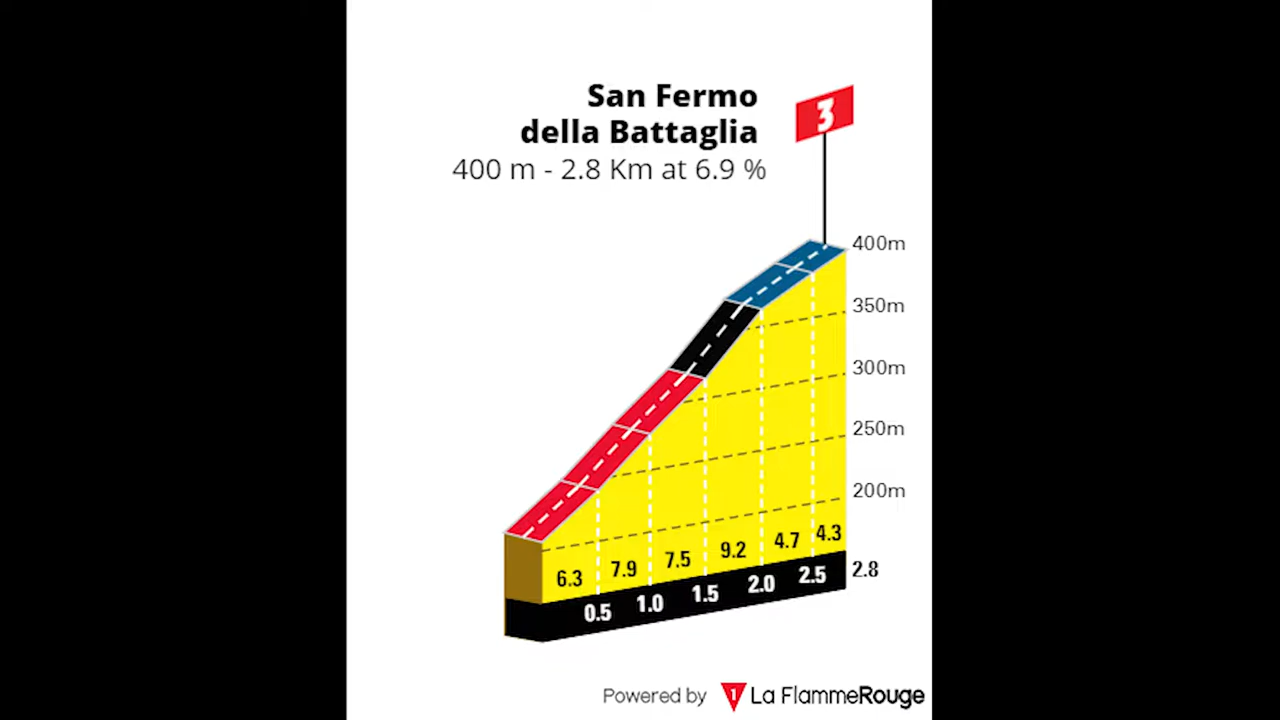 San Fermo
della Battaglia
3
400 m - 2.8 Km at 6.9 %
400m
350m
300m
250m
200m
6.3 7.9 7.5 9.2 4.7 4.3
0.5 1.0 1.5 2.0 2.5 2.8
Powered by 1 La FlammeRouge